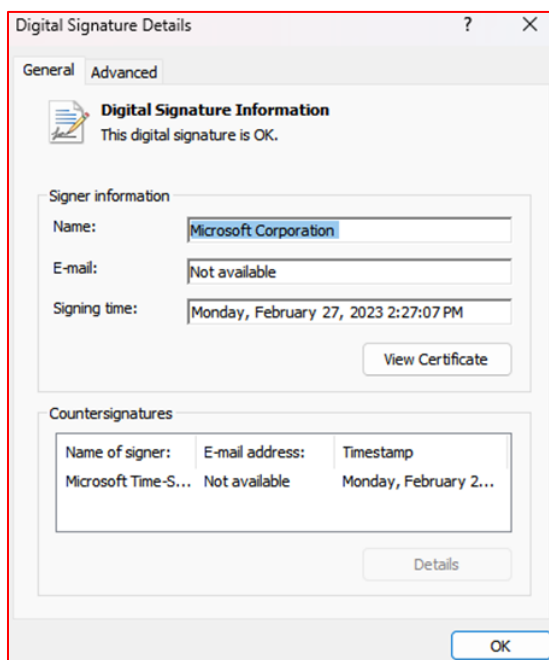 Digital Signature Details ? ×
General Advanced
Digital Signature Information
This digital signature is OK.
Signer information
Name: Microsoft Corporation
E-mail: Not available
Signing time: Monday, February 27, 2023 2:27:07 PM
View Certificate
Countersignatures
Name of signer: E-mail address: Timestamp
Microsoft Time-S... Not available Monday, February 2...
Details
OK